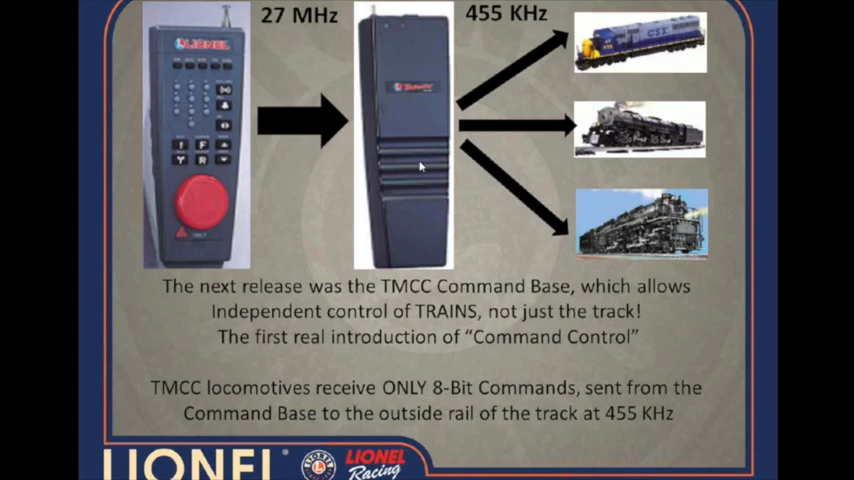 27 MHz
455 KHz
LIONEL
CSX
The next release was the TMCC Command Base, which allows
Independent control of TRAINS, not just the track!
The first real introduction of “Command Control”
TMCC locomotives receive ONLY 8-Bit Commands, sent from the
Command Base to the outside rail of the track at 455 KHz
LIONEL
LIONEL
Racing